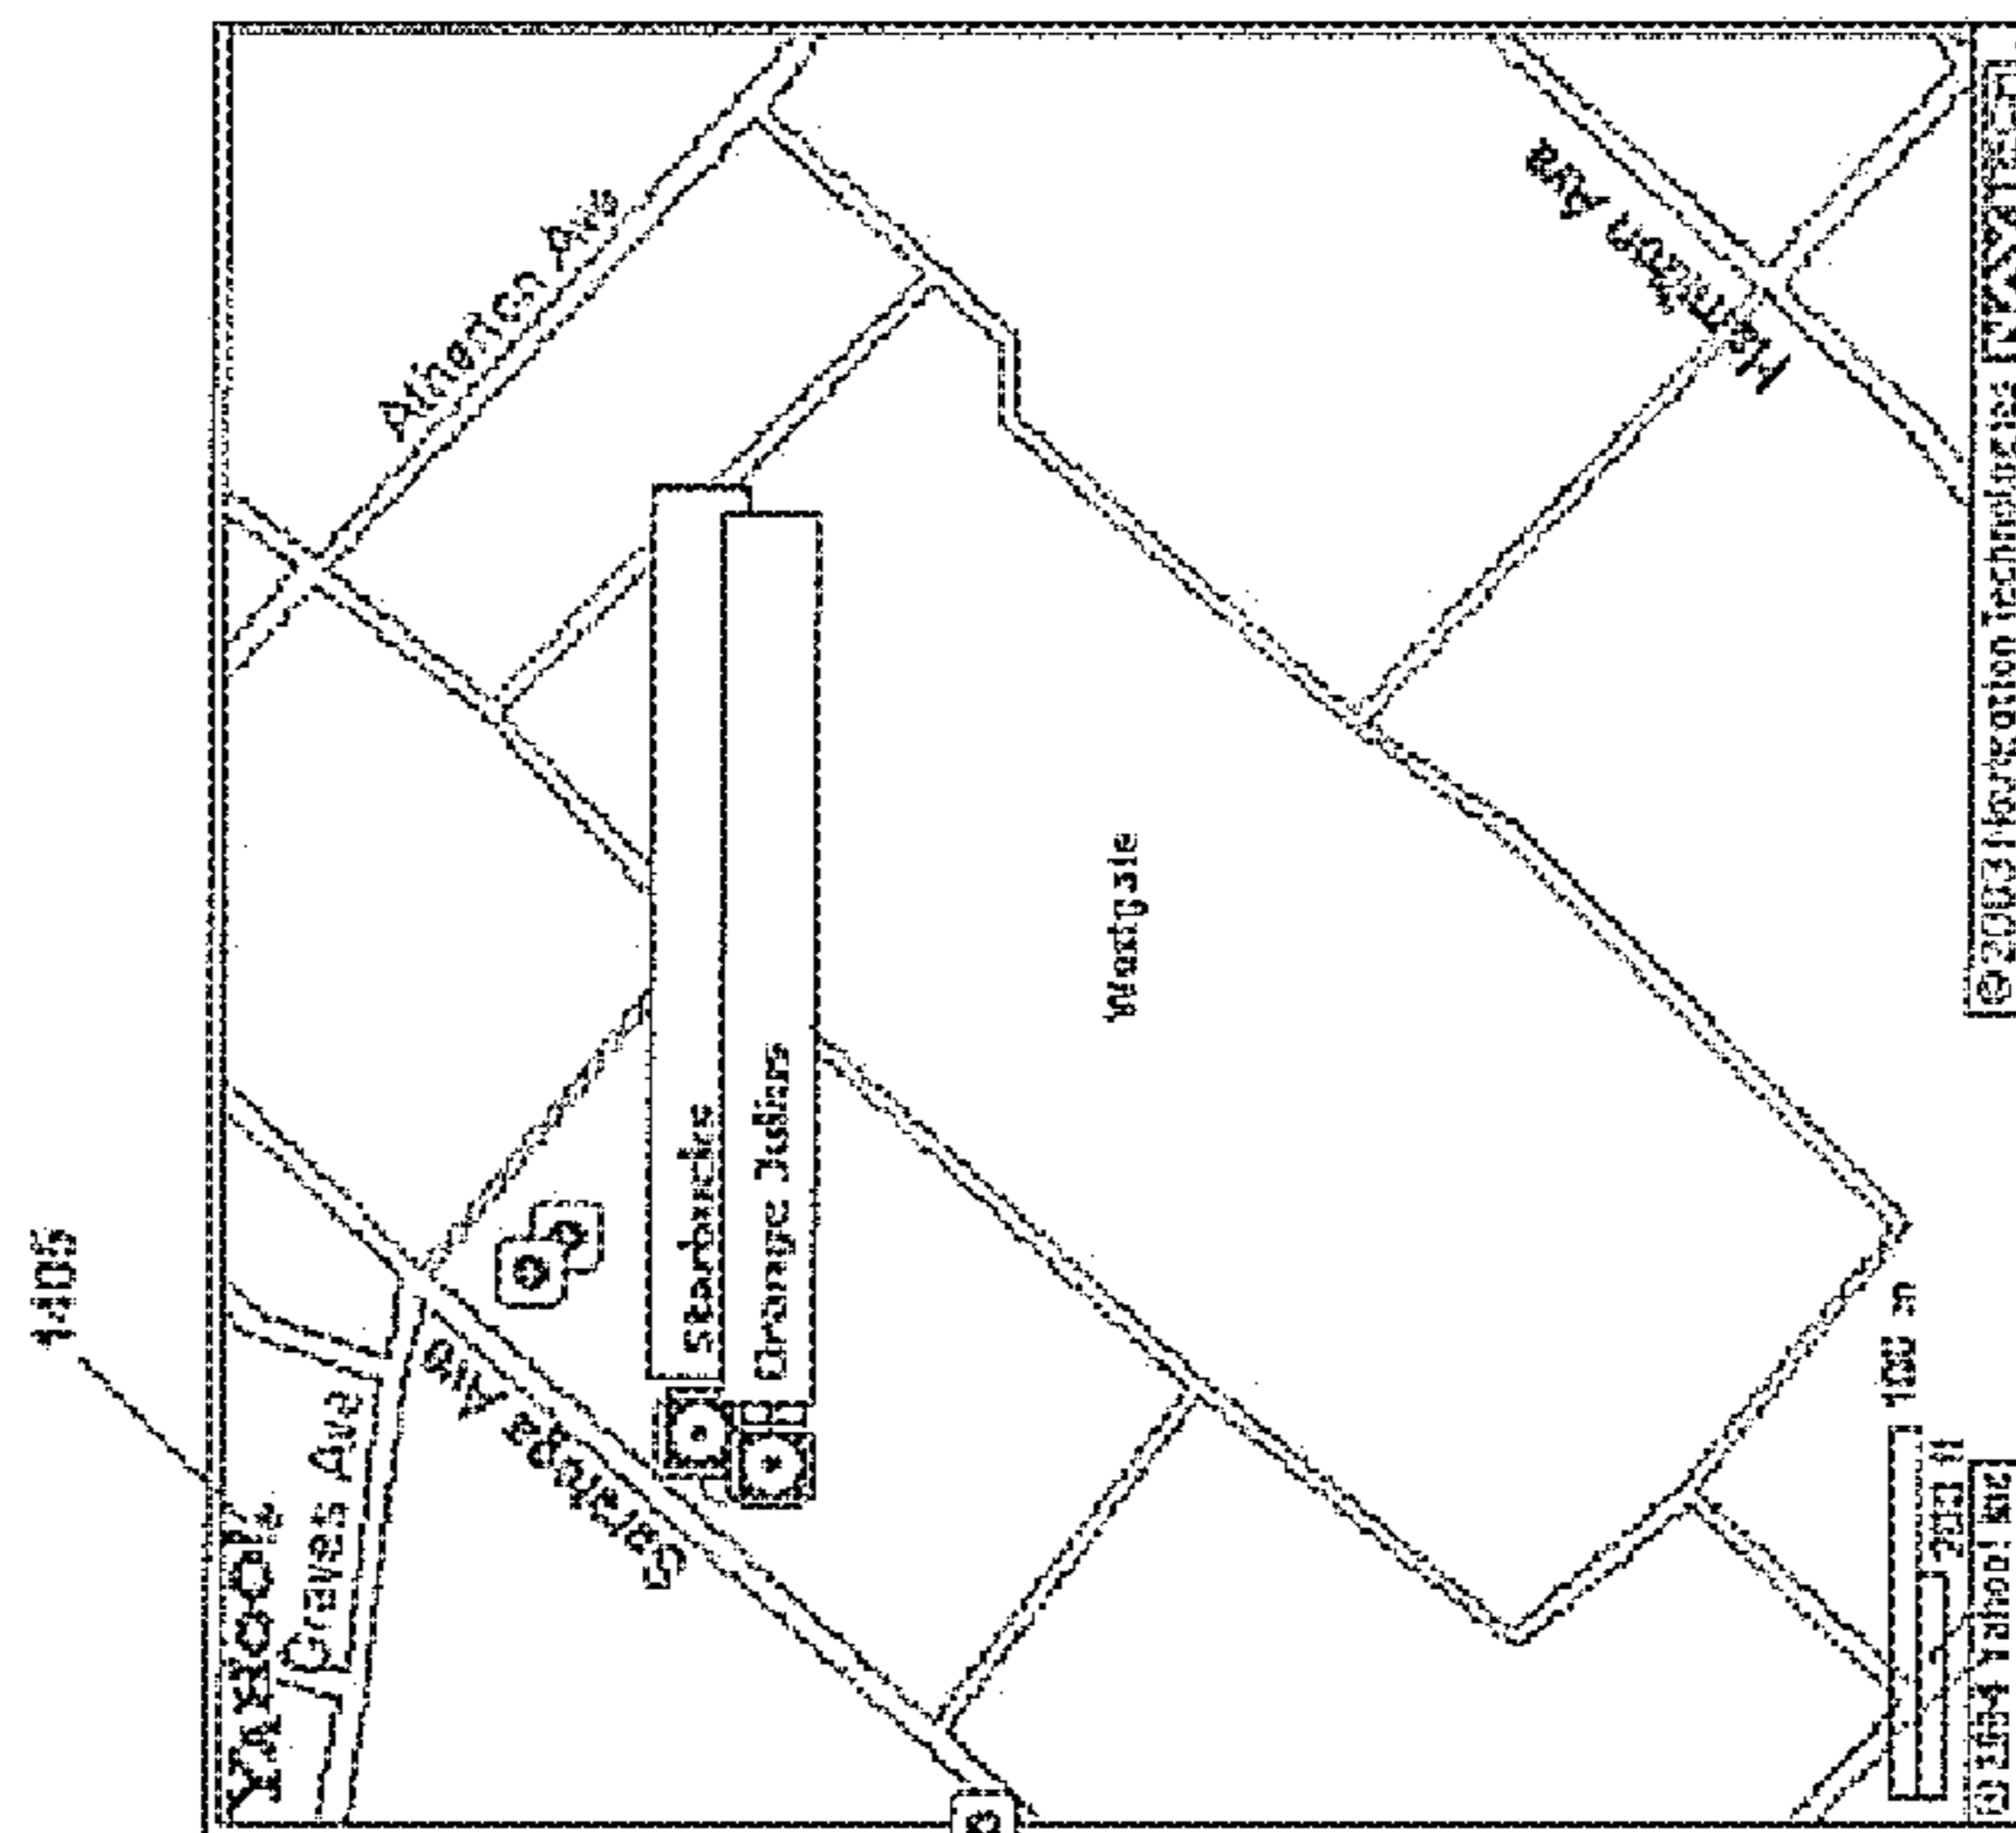 1405
YAHOO!
Graves Ave
Saratoga Ave
Atherton Ave
Starbucks
Orange Julius
Westgate
Hamilton Ave
100 m
200 ft
© 2003 Navigation Technologies